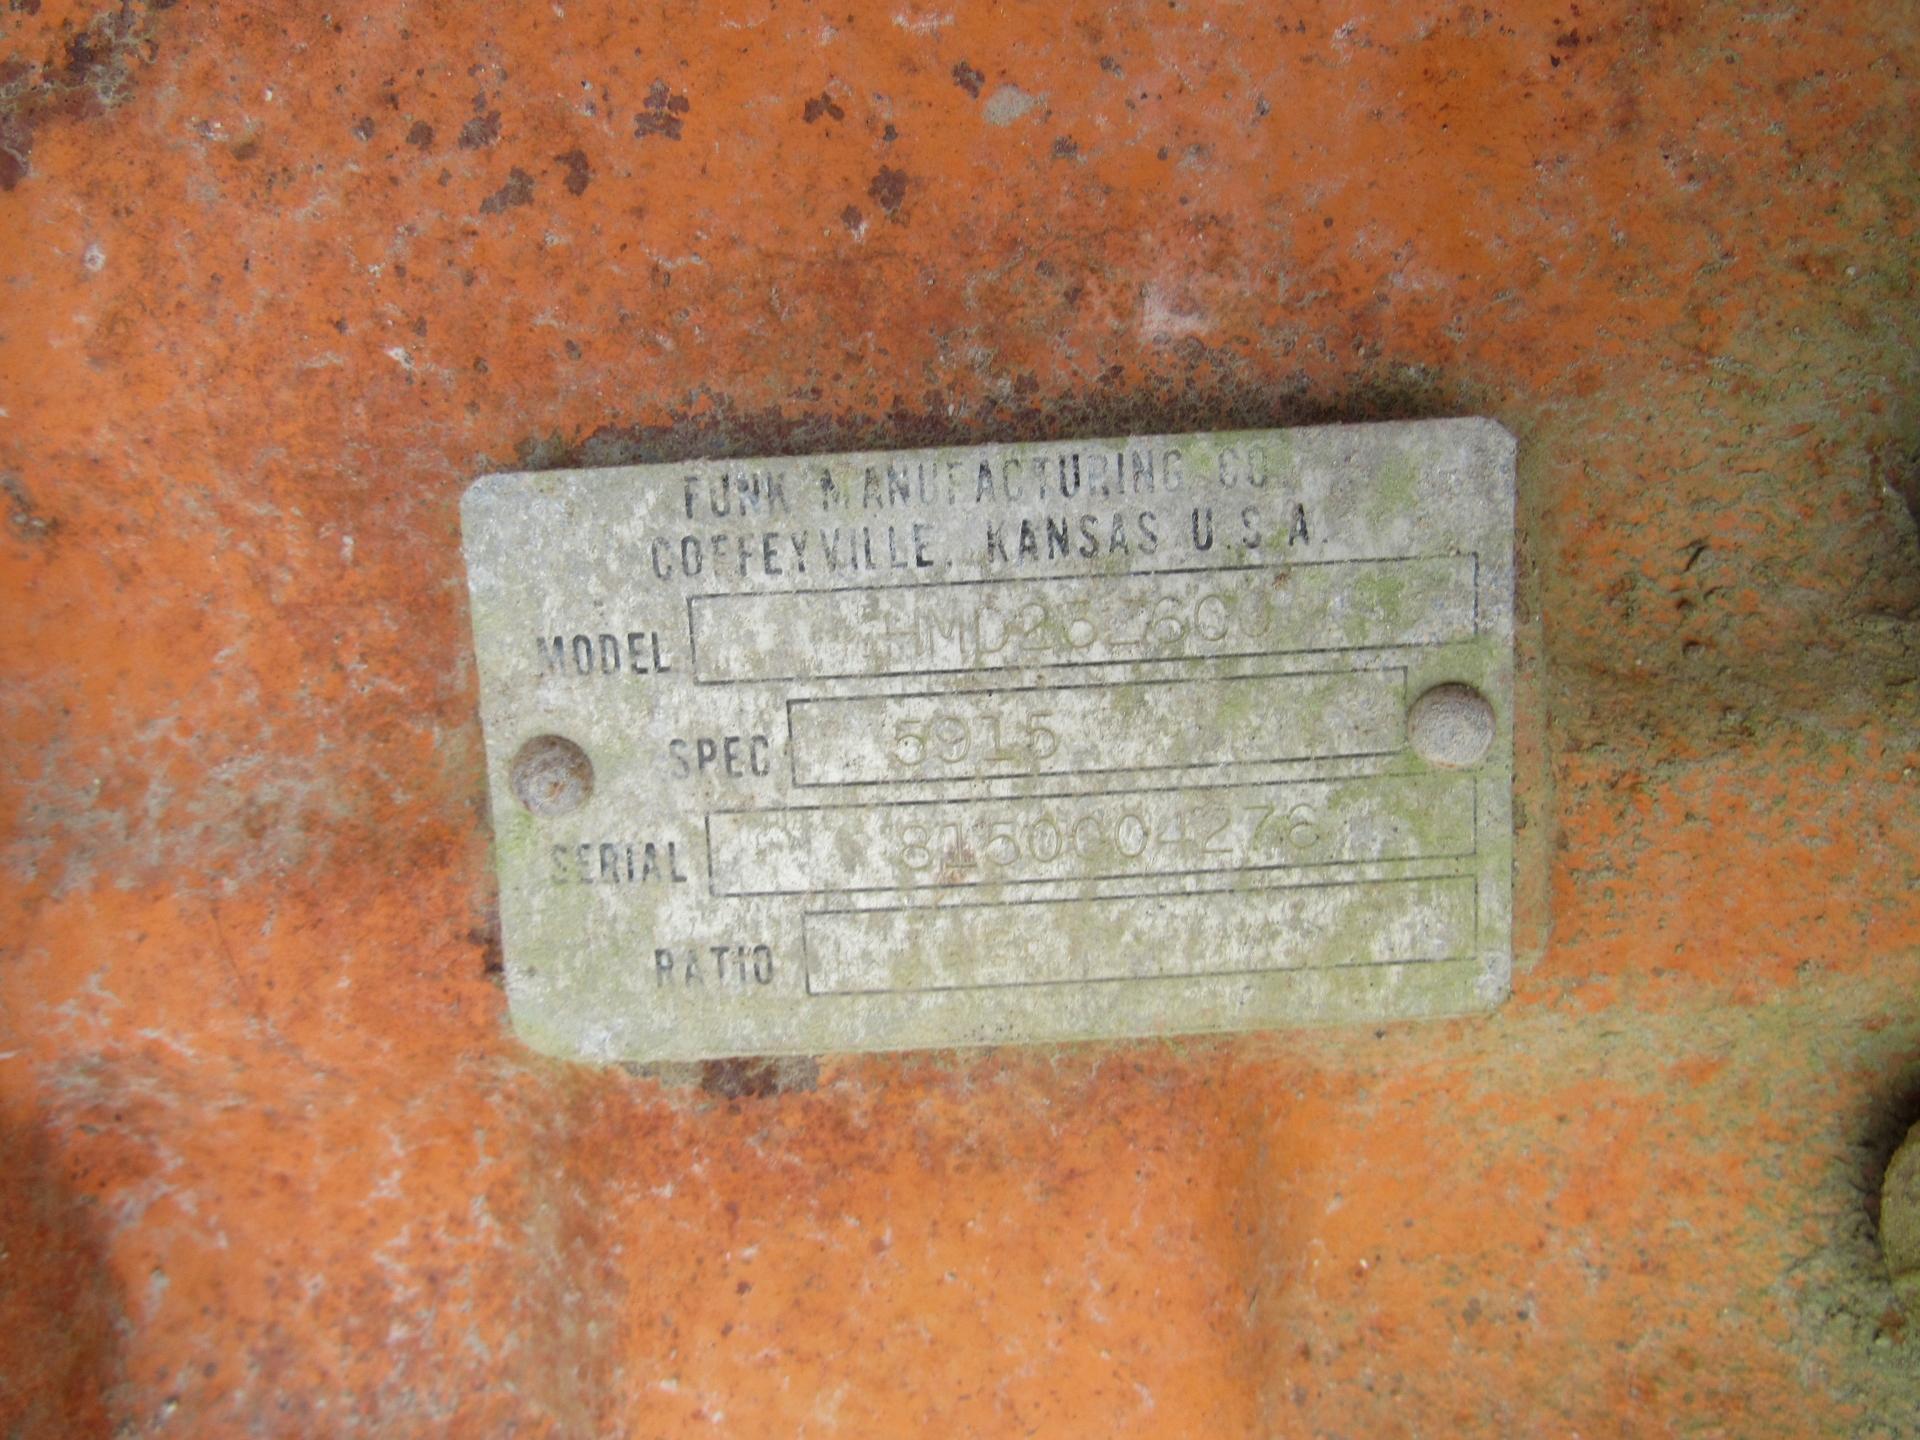 FUNK MANUFACTURING CO.
COFFEYVILLE, KANSAS U.S.A.
MODEL
SPEC 5915
SERIAL
RATIO